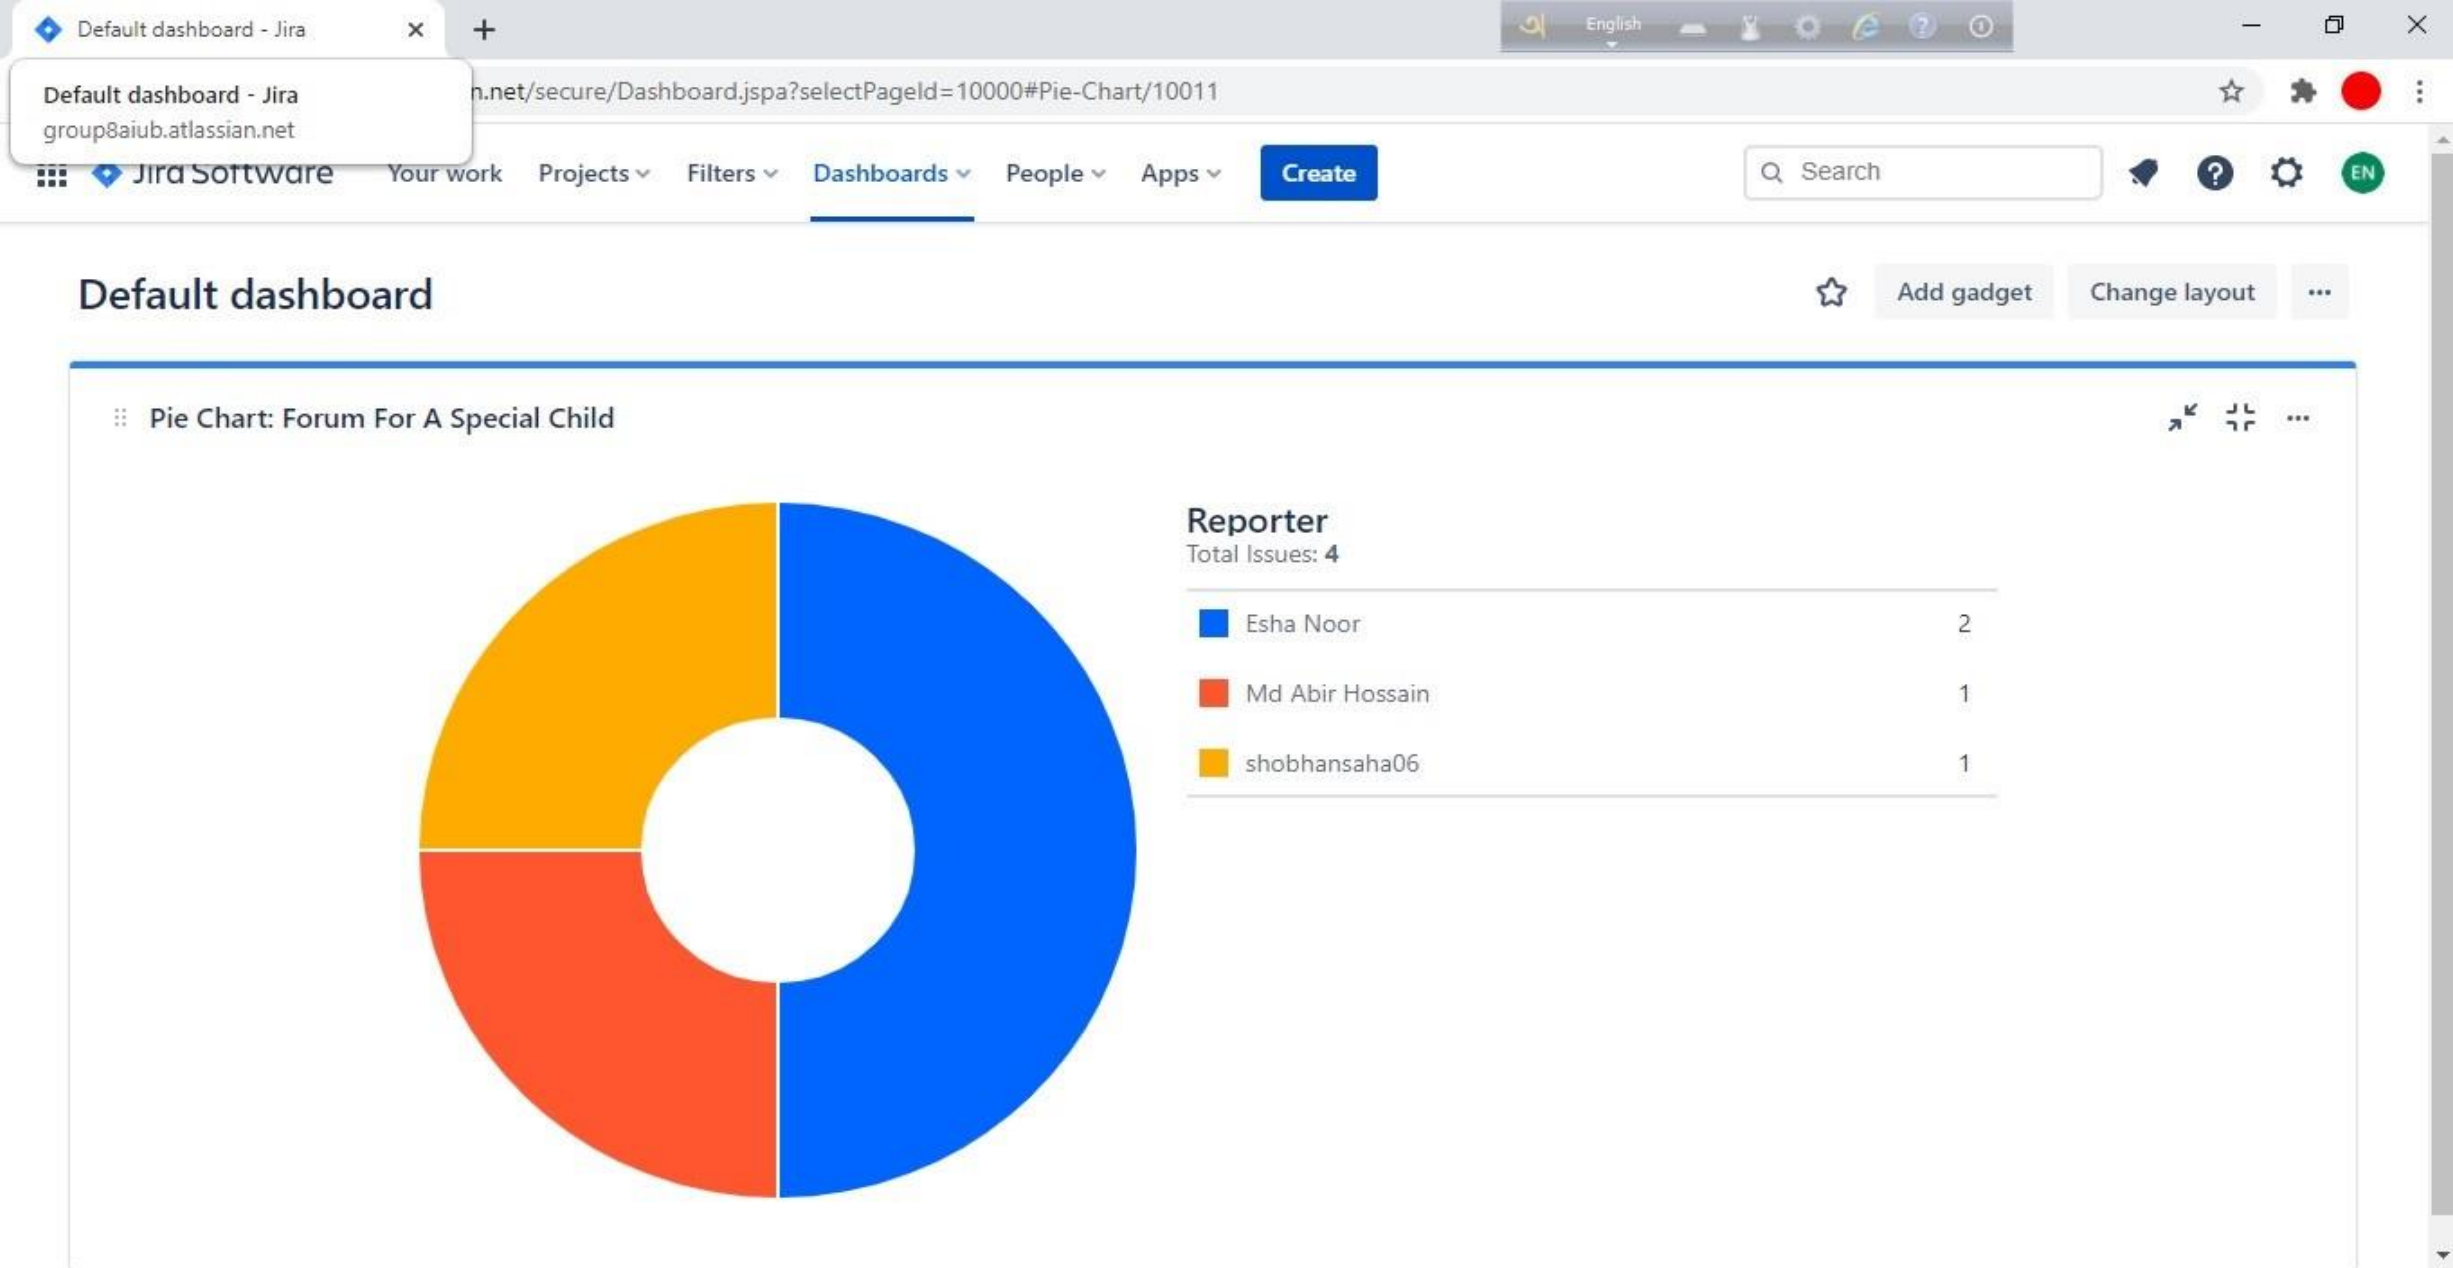 Default dashboard - Jira
অ English
Default dashboard - Jira
group8aiub.atlassian.net
n.net/secure/Dashboard.jspa?selectPageId=10000#Pie-Chart/10011
Jira Software Your work Projects Filters Dashboards People Apps Create Search EN
Default dashboard
Add gadget Change layout
Pie Chart: Forum For A Special Child
Reporter
Total Issues: 4
Esha Noor 2
Md Abir Hossain 1
shobhansaha06 1